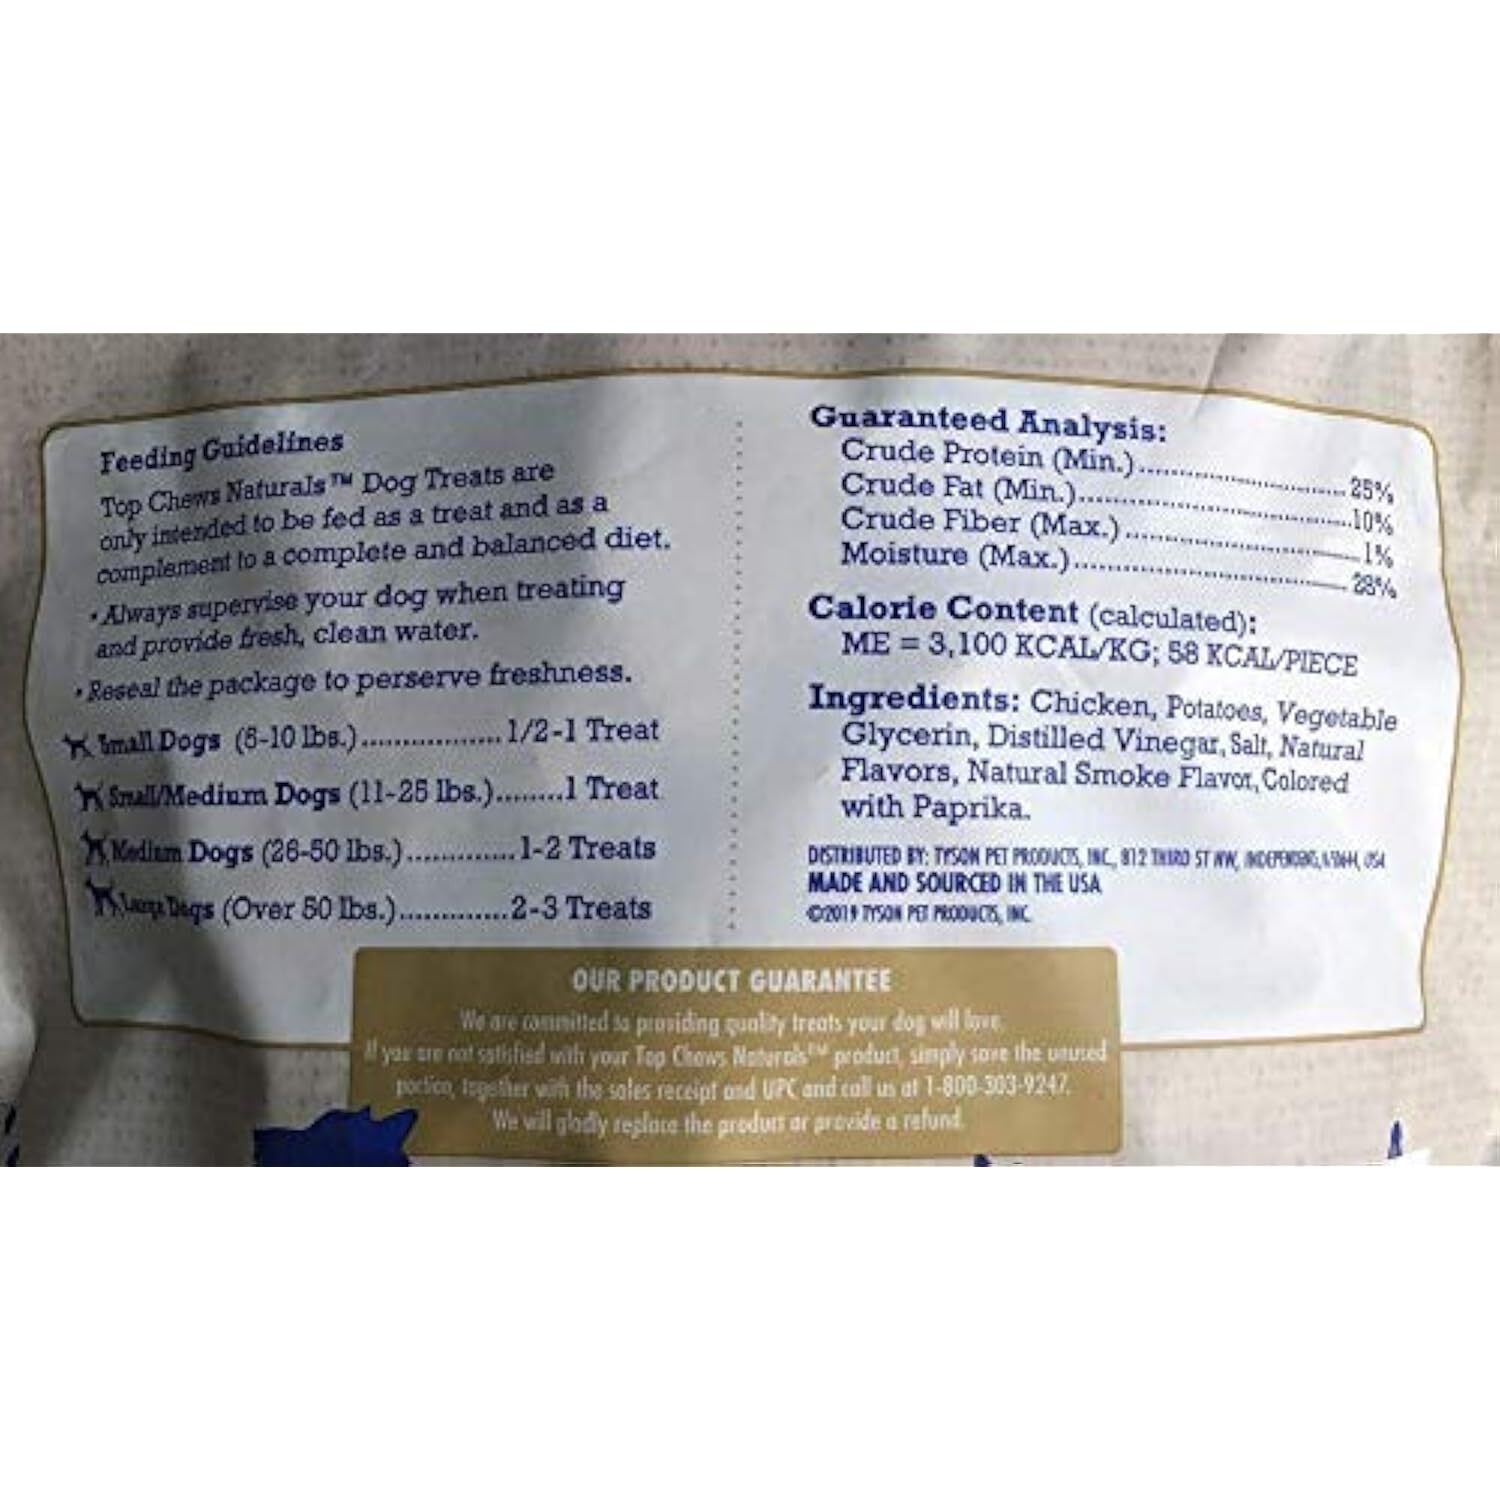 Feeding Guidelines
Top Chews Naturals™ Dog Treats are
only intended to be fed as a treat and as a
complement to a complete and balanced diet.
• Always supervise your dog when treating
and provide fresh, clean water.
• Reseal the package to perserve freshness.
Small Dogs (5-10 lbs.)..................1/2-1 Treat
Small/Medium Dogs (11-25 lbs.).........1 Treat
Medium Dogs (26-50 lbs.)..............1-2 Treats
Large Dogs (Over 50 lbs.)..............2-3 Treats
Guaranteed Analysis:
Crude Protein (Min.)..............................25%
Crude Fat (Min.)..............................10%
Crude Fiber (Max.)..............................1%
Moisture (Max.)..............................28%
Calorie Content (calculated):
ME = 3,100 KCAL/KG; 58 KCAL/PIECE
Ingredients: Chicken, Potatoes, Vegetable
Glycerin, Distilled Vinegar, Salt, Natural
Flavors, Natural Smoke Flavor, Colored
with Paprika.
DISTRIBUTED BY: TYSON PET PRODUCTS, INC., 812 THIRD ST NW, USA
MADE AND SOURCED IN THE USA
©2019 TYSON PET PRODUCTS, INC.
OUR PRODUCT GUARANTEE
We are committed to providing quality treats your dog will love.
If you are not satisfied with your Top Chews Naturals™ product, simply save the unused
portion, together with the sales receipt and UPC and call us at 1-800-303-9247.
We will gladly replace the product or provide a refund.